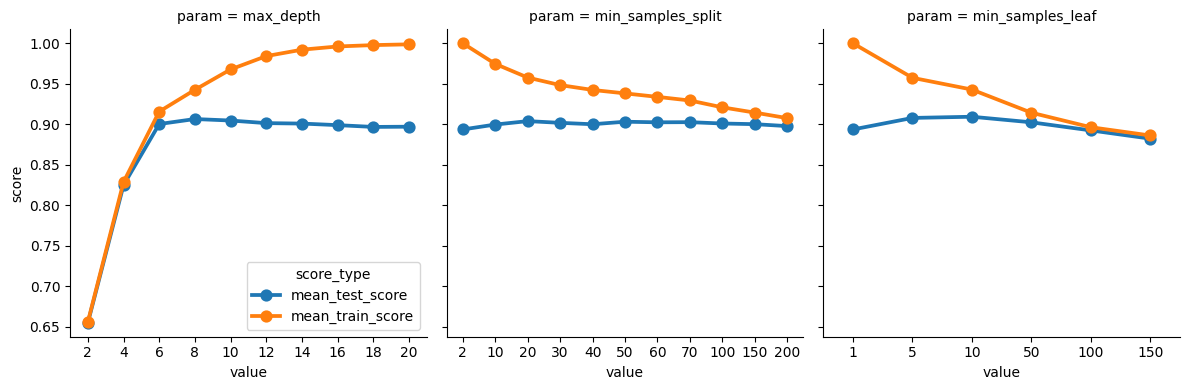 param = max_depth
param = min_samples_split
param = min_samples_leaf
score
1.00
0.95
0.90
0.85
0.80
0.75
0.70
0.65
score_type
mean_test_score
mean_train_score
2 4 6 8 10 12 14 16 18 20
2 10 20 30 40 50 60 70 100 150 200
1 5 10 50 100 150
value
value
value